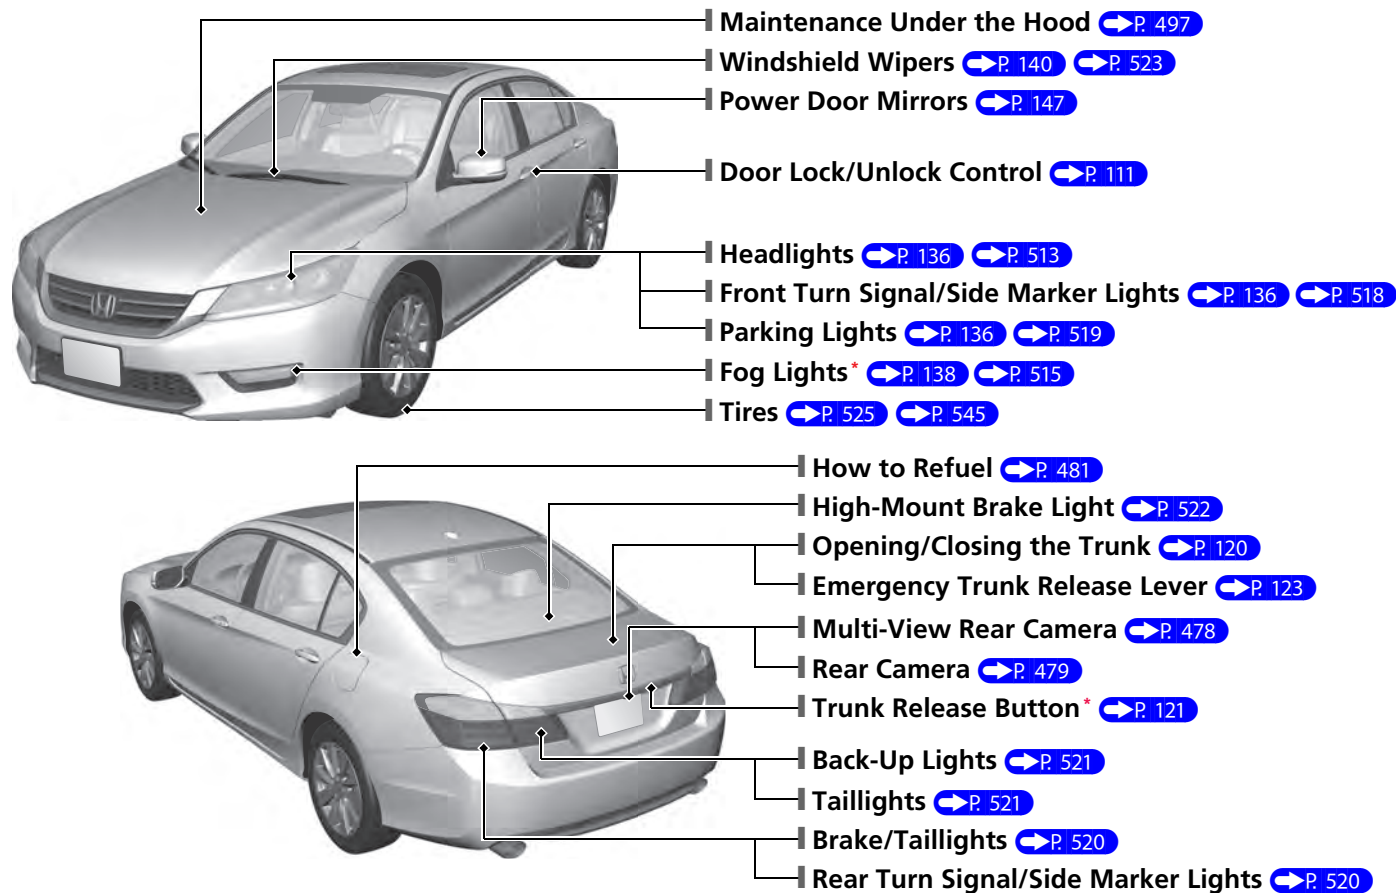 Maintenance Under the Hood P. 497
Windshield Wipers P. 140 P. 523
Power Door Mirrors P. 147
Door Lock/Unlock Control P. 111
Headlights P. 136 P. 513
Front Turn Signal/Side Marker Lights P. 136 P. 518
Parking Lights P. 136 P. 519
Fog Lights* P. 138 P. 515
Tires P. 525 P. 545
How to Refuel P. 481
High-Mount Brake Light P. 522
Opening/Closing the Trunk P. 120
Emergency Trunk Release Lever P. 123
Multi-View Rear Camera P. 478
Rear Camera P. 479
Trunk Release Button* P. 121
Back-Up Lights P. 521
Taillights P. 521
Brake/Taillights P. 520
Rear Turn Signal/Side Marker Lights P. 520